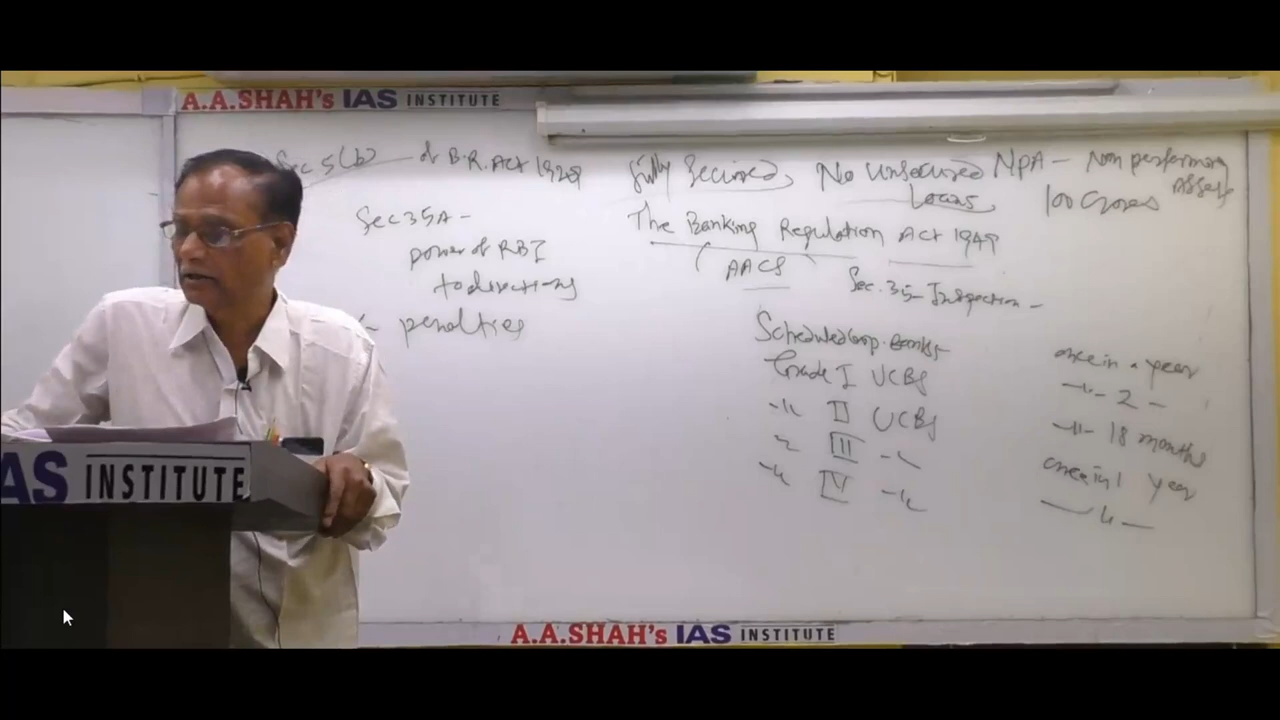 A.A.SHAH's IAS INSTITUTE
Sec 5(b) of B.R. Act 1949
fully Secured, No Unsecured Loans
NPA - Non performing Assets
100 Crores
Sec 35A -
power of RBI
to directions
penalties
The Banking Regulation Act 1949
(AACS)
Sec. 35 - Inspection -
Scheduled Coop. Banks - once in a year
Grade I UCBs -"- 2 -
-"- II UCBs -"- 18 months
" III -"- once in 1 year
-"- IV -"- -"-
AS INSTITUTE
A.A.SHAH's IAS INSTITUTE